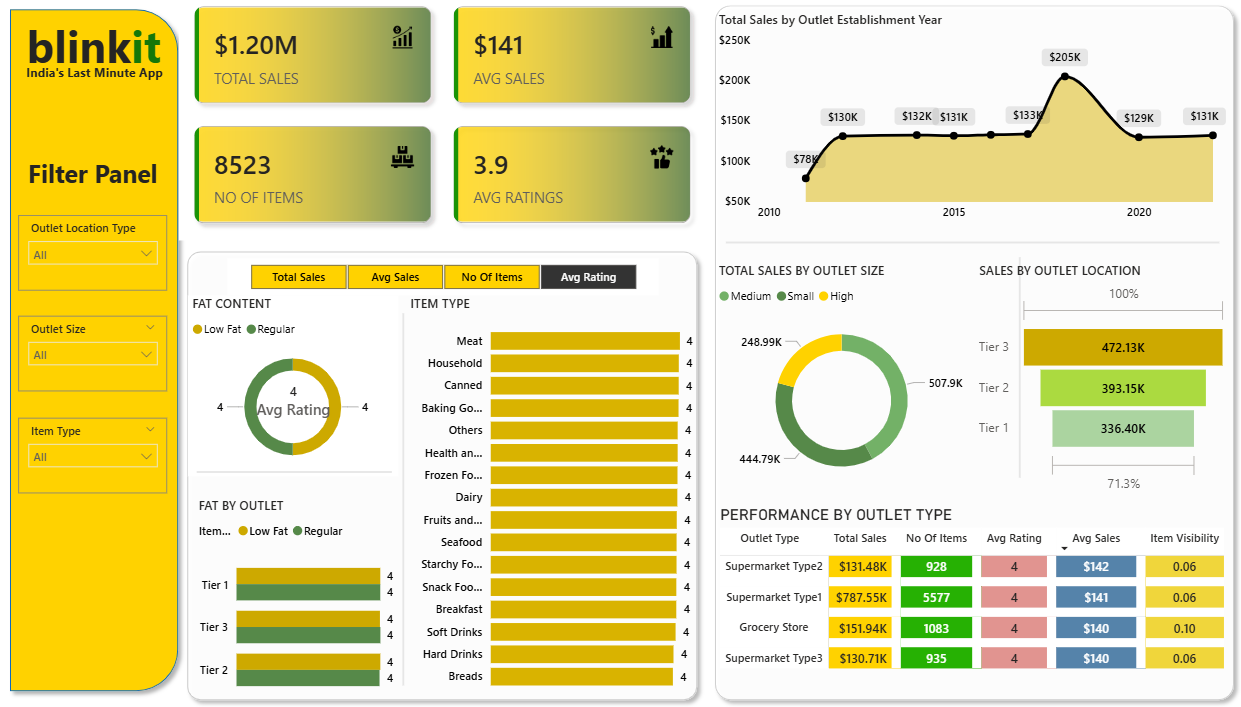 blinkit
India's Last Minute App
Filter Panel
Outlet Location Type
All
Outlet Size
All
Item Type
All
$1.20M
TOTAL SALES
$141
AVG SALES
8523
NO OF ITEMS
3.9
AVG RATINGS
Total Sales
Avg Sales
No Of Items
Avg Rating
FAT CONTENT
Low Fat
Regular
4
4
Avg Rating
4
FAT BY OUTLET
Item...
Low Fat
Regular
Tier 1
4
4
Tier 3
4
4
Tier 2
4
4
ITEM TYPE
Meat 4
Household 4
Canned 4
Baking Go... 4
Others 4
Health an... 4
Frozen Fo... 4
Dairy 4
Fruits and... 4
Seafood 4
Starchy Fo... 4
Snack Foo... 4
Breakfast 4
Soft Drinks 4
Hard Drinks 4
Breads 4
Total Sales by Outlet Establishment Year
$250K
$200K
$150K
$100K
$50K
$78K
$130K
$132K
$131K
$133K
$205K
$129K
$131K
2010
2015
2020
TOTAL SALES BY OUTLET SIZE
Medium
Small
High
248.99K
507.9K
444.79K
SALES BY OUTLET LOCATION
100%
Tier 3 472.13K
Tier 2 393.15K
Tier 1 336.40K
71.3%
PERFORMANCE BY OUTLET TYPE
Outlet Type Total Sales No Of Items Avg Rating Avg Sales Item Visibility
Supermarket Type2 $131.48K 928 4 $142 0.06
Supermarket Type1 $787.55K 5577 4 $141 0.06
Grocery Store $151.94K 1083 4 $140 0.10
Supermarket Type3 $130.71K 935 4 $140 0.06